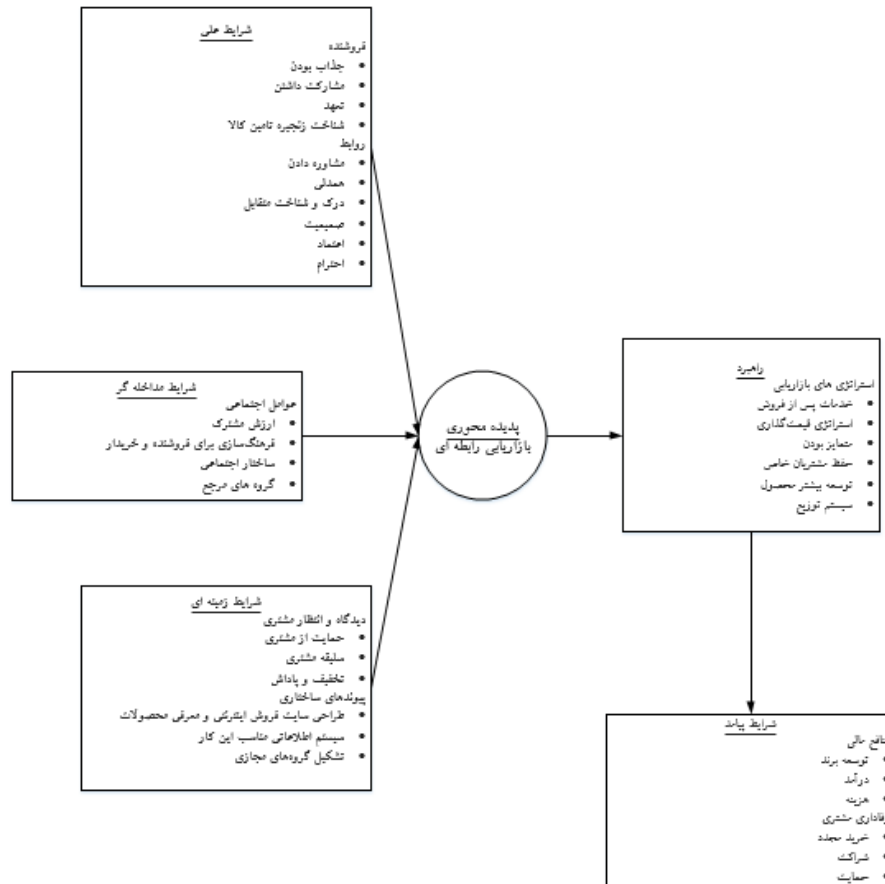 شرایط علی
فروشنده
• جذاب بودن
• مشارکت داشتن
• تعهد
• شناخت زنجیره تامین کالا
روابط
• مشاوره دادن
• همدلی
• درک و شناخت متقابل
• صمیمیت
• اعتماد
• احترام
شرایط مداخله گر
عوامل اجتماعی
• ارزش مشترک
• فرهنگ‌سازی برای فروشنده و خریدار
• ساختار اجتماعی
• گروه های مرجع
شرایط زمینه ای
دیدگاه و انتظار مشتری
• حمایت از مشتری
• سلیقه مشتری
• تخفیف و پاداش
پیوندهای ساختاری
• طراحی سایت فروش اینترنتی و معرفی محصولات
• سیستم اطلاعاتی مناسب این کار
• تشکیل گروه‌های مجازی
پدیده محوری
بازاریابی رابطه ای
راهبرد
استراتژی های بازاریابی
• خدمات پس از فروش
• استراتژی قیمت‌گذاری
• متمایز بودن
• حفظ مشتریان خاص
• توسعه بیشتر محصول
• سیستم توزیع
شرایط پیامد
مالی
• توسعه برند
• درآمد
• هزینه
مشتری
• خرید مجدد
• شراکت
• حمایت